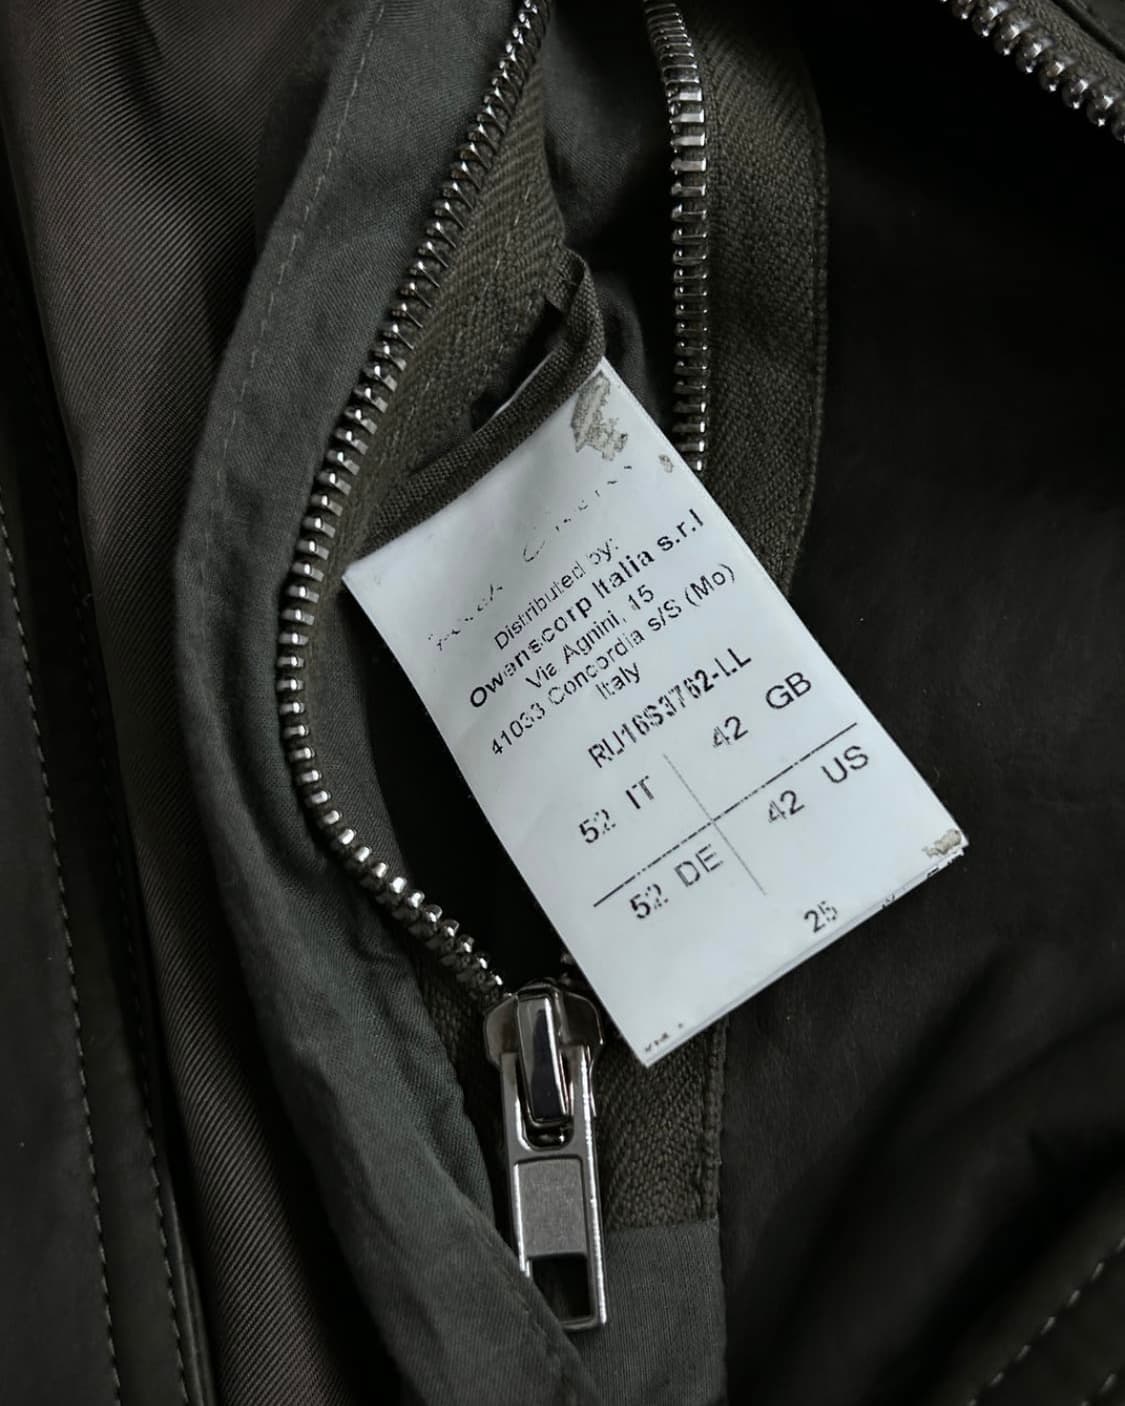 Distributed by:
Owenscorp Italia s.r.l
Via Agnini, 15
41033 Concordia s/S (Mo)
Italy
RU16S3762-LL
52 IT 42 GB
52 DE 42 US
25